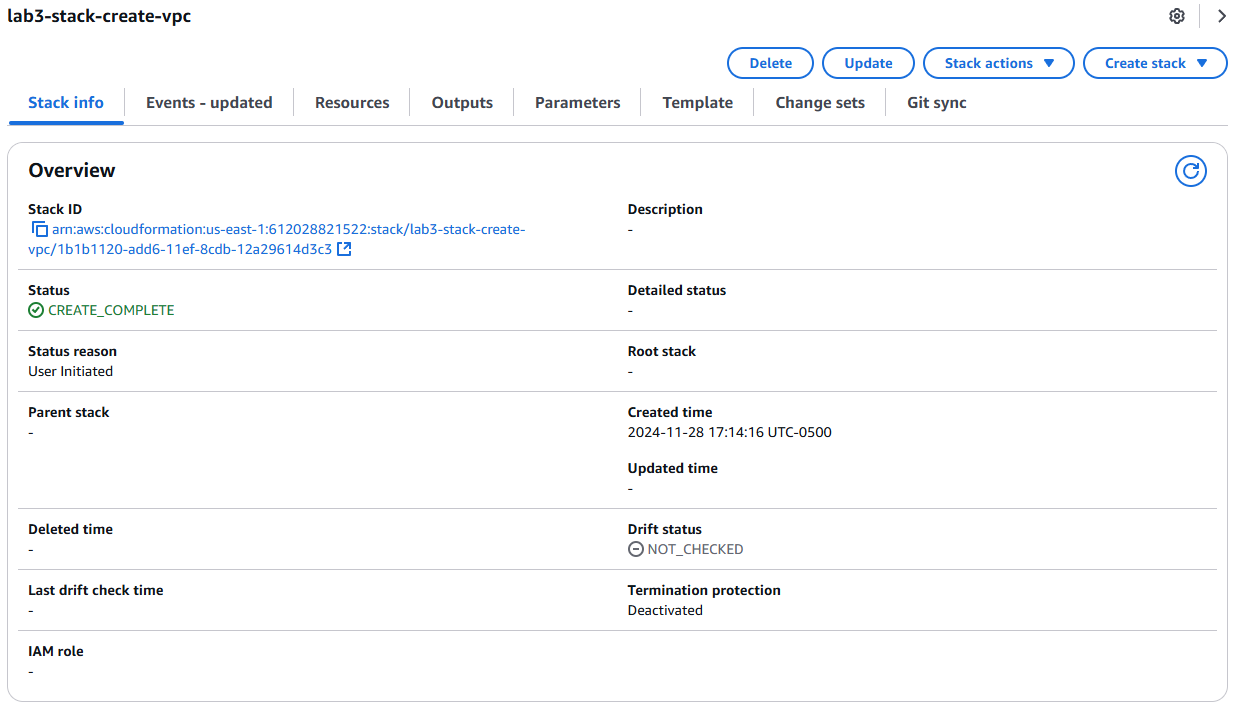 lab3-stack-create-vpc
Delete
Update
Stack actions
Create stack
Stack info
Events - updated
Resources
Outputs
Parameters
Template
Change sets
Git sync
Overview
Stack ID
arn:aws:cloudformation:us-east-1:612028821522:stack/lab3-stack-create-
vpc/1b1b1120-add6-11ef-8cdb-12a29614d3c3
Description
-
Status
CREATE_COMPLETE
Detailed status
-
Status reason
User Initiated
Root stack
-
Parent stack
-
Created time
2024-11-28 17:14:16 UTC-0500
Updated time
-
Deleted time
-
Drift status
NOT_CHECKED
Last drift check time
-
Termination protection
Deactivated
IAM role
-